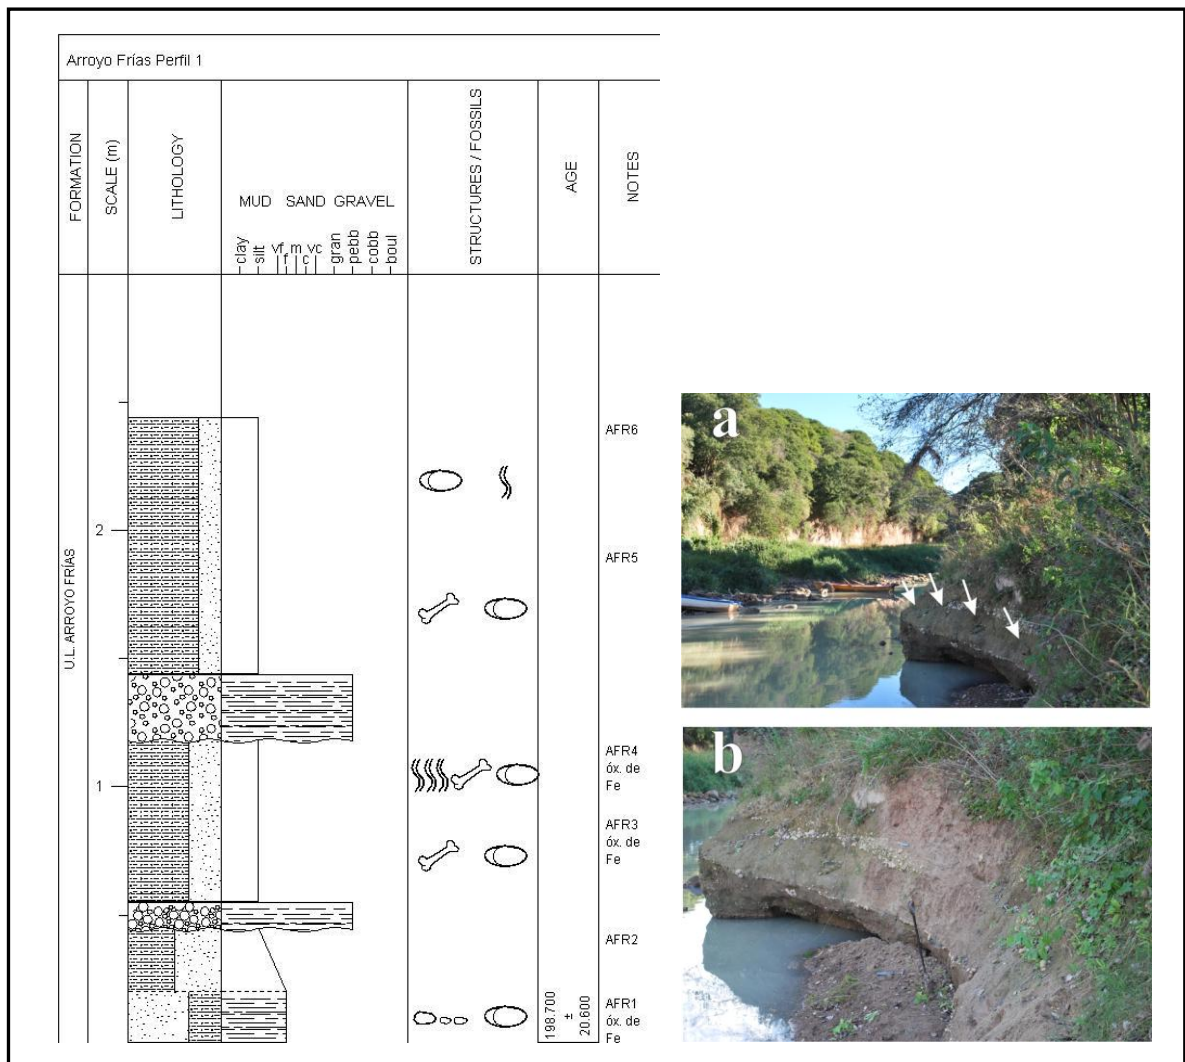 Arroyo Frías Perfil 1
FORMATION
SCALE (m)
LITHOLOGY
MUD SAND GRAVEL
clay
silt
vf
f
m
c
vc
gran
pebb
cobb
boul
STRUCTURES / FOSSILS
AGE
NOTES
U.L. ARROYO FRÍAS
2
1
AFR6
AFR5
AFR4
óx. de
Fe
AFR3
óx. de
Fe
AFR2
AFR1
óx. de
Fe
198.700
±
20.600
a
b